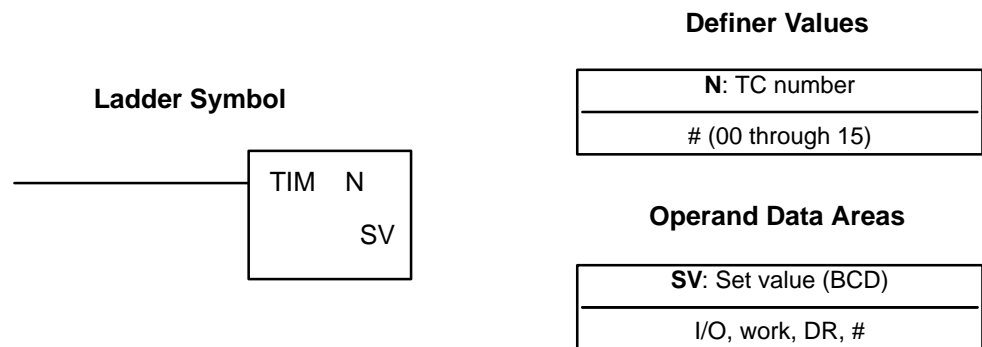 Ladder Symbol
TIM N
SV
Definer Values
N: TC number
# (00 through 15)
Operand Data Areas
SV: Set value (BCD)
I/O, work, DR, #